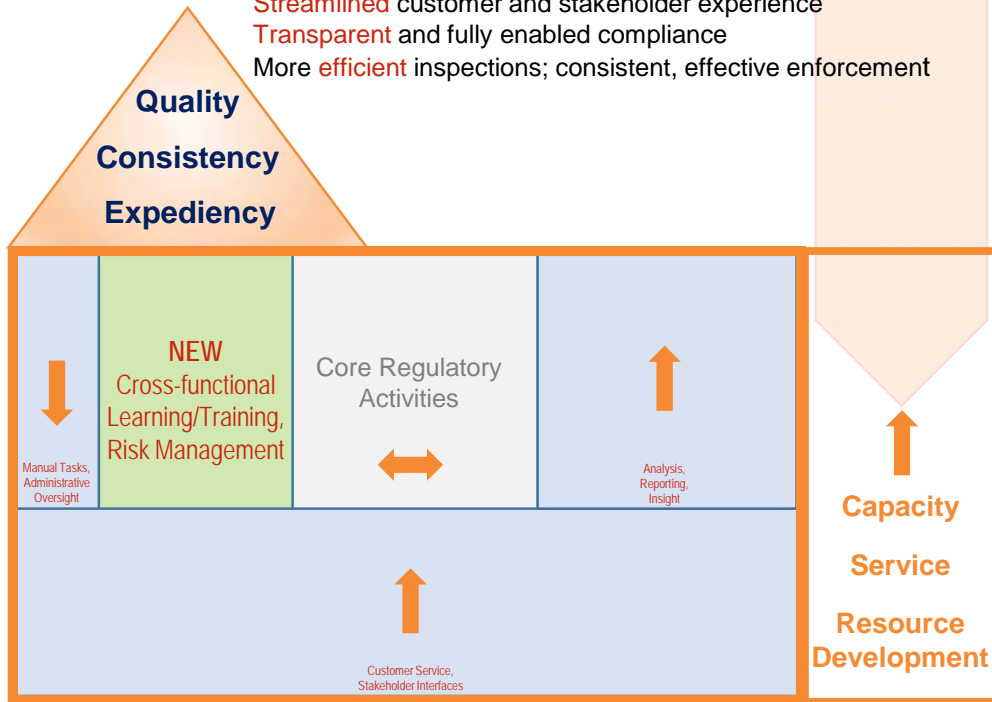 Streamlined customer and stakeholder experience
Transparent and fully enabled compliance
More efficient inspections; consistent, effective enforcement
Quality
Consistency
Expediency
Manual Tasks,
Administrative
Oversight
NEW
Cross-functional
Learning/Training,
Risk Management
Core Regulatory
Activities
Analysis,
Reporting,
Insight
Customer Service,
Stakeholder Interfaces
Capacity
Service
Resource
Development